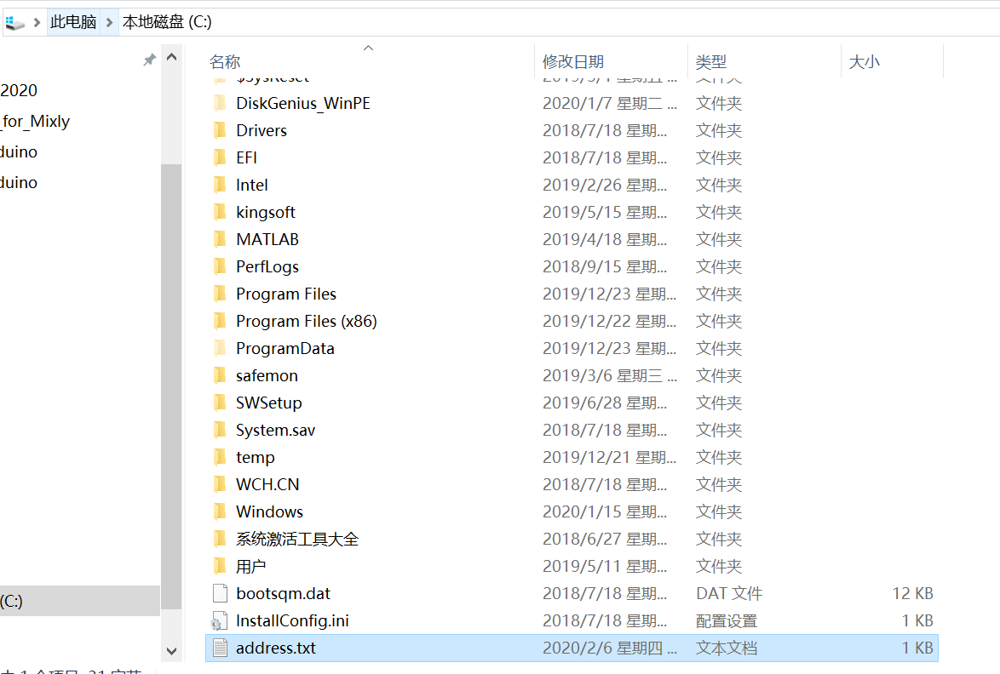 此电脑 本地磁盘 (C:)
名称 修改日期 类型 大小
2020
_for_Mixly
duino
duino
(C:)
$SysReset 2019/3/1 星期五 ... 文件夹
DiskGenius_WinPE 2020/1/7 星期二 ... 文件夹
Drivers 2018/7/18 星期... 文件夹
EFI 2018/7/18 星期... 文件夹
Intel 2019/2/26 星期... 文件夹
kingsoft 2019/5/15 星期... 文件夹
MATLAB 2019/4/18 星期... 文件夹
PerfLogs 2018/9/15 星期... 文件夹
Program Files 2019/12/23 星期... 文件夹
Program Files (x86) 2019/12/22 星期... 文件夹
ProgramData 2019/12/23 星期... 文件夹
safemon 2019/3/6 星期三 ... 文件夹
SWSetup 2019/6/28 星期... 文件夹
System.sav 2018/7/18 星期... 文件夹
temp 2019/12/21 星期... 文件夹
WCH.CN 2018/7/18 星期... 文件夹
Windows 2020/1/15 星期... 文件夹
系统激活工具大全 2018/6/27 星期... 文件夹
用户 2019/5/11 星期... 文件夹
bootsqm.dat 2018/7/18 星期... DAT 文件 12 KB
InstallConfig.ini 2018/7/18 星期... 配置设置 1 KB
address.txt 2020/2/6 星期四 ... 文本文档 1 KB